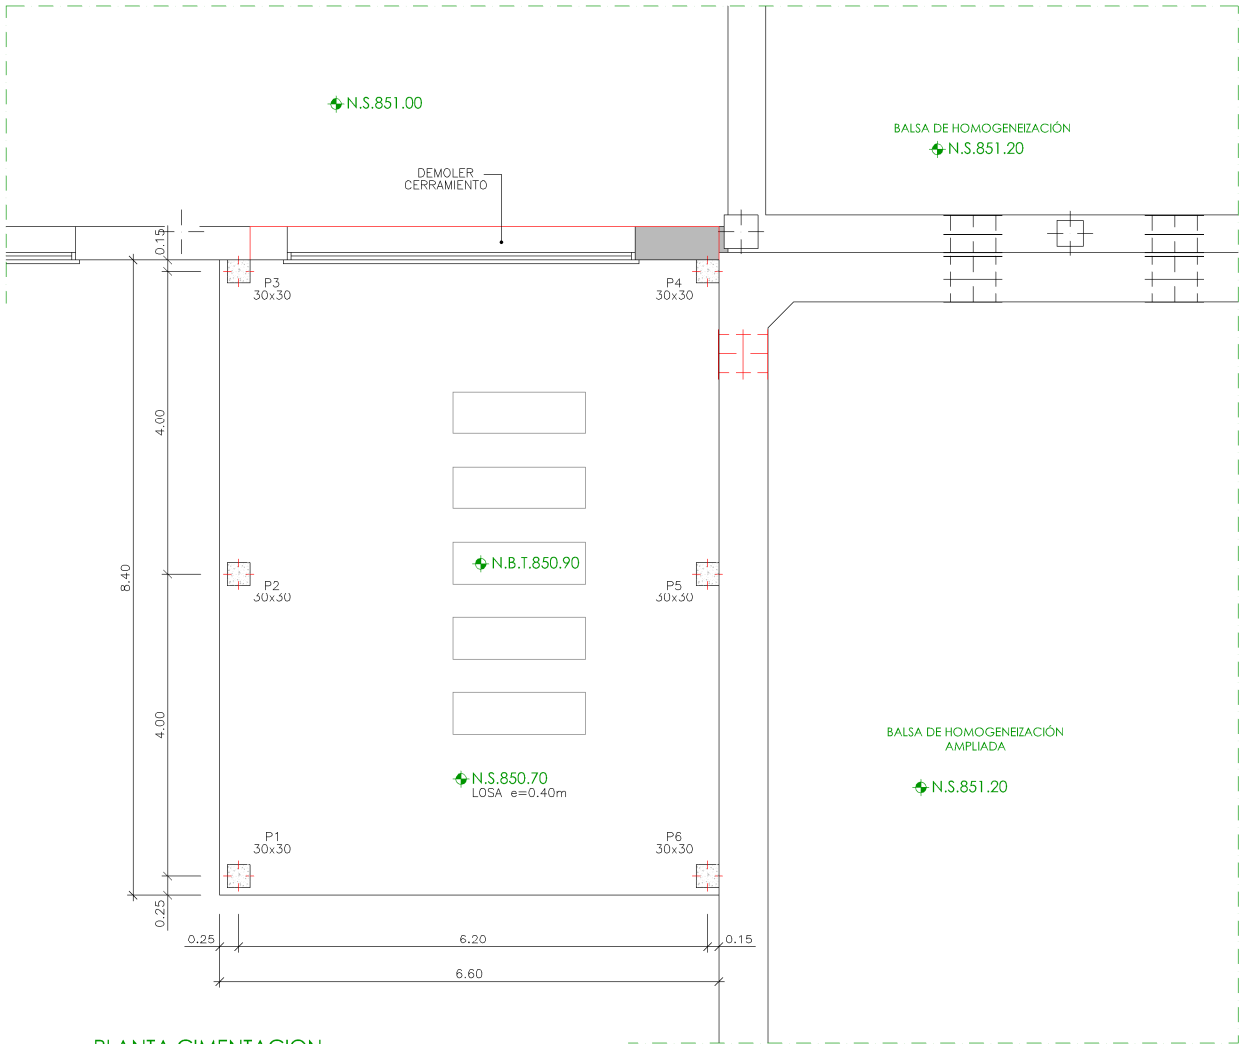 N.S.851.00
BALSA DE HOMOGENEIZACIÓN
N.S.851.20
DEMOLER
CERRAMIENTO
0.15
P3
30x30
P4
30x30
4.00
8.40
N.B.T.850.90
P2
30x30
P5
30x30
4.00
BALSA DE HOMOGENEIZACIÓN
AMPLIADA
N.S.850.70
LOSA e=0.40m
N.S.851.20
P1
30x30
P6
30x30
0.25
0.25
6.20
0.15
6.60
PLANTA CIMENTACION